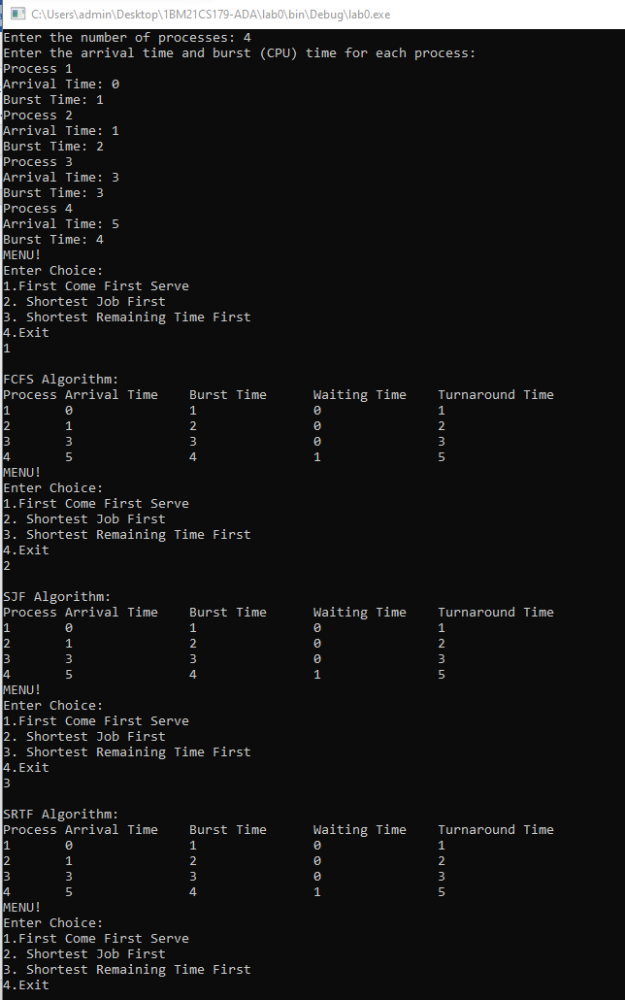 C:\Users\admin\Desktop\1BM21CS179-ADA\lab0\bin\Debug\lab0.exe
Enter the number of processes: 4
Enter the arrival time and burst (CPU) time for each process:
Process 1
Arrival Time: 0
Burst Time: 1
Process 2
Arrival Time: 1
Burst Time: 2
Process 3
Arrival Time: 3
Burst Time: 3
Process 4
Arrival Time: 5
Burst Time: 4
MENU!
Enter Choice:
1.First Come First Serve
2. Shortest Job First
3. Shortest Remaining Time First
4.Exit
1
FCFS Algorithm:
Process Arrival Time    Burst Time      Waiting Time    Turnaround Time
1       0               1               0               1
2       1               2               0               2
3       3               3               0               3
4       5               4               1               5
MENU!
Enter Choice:
1.First Come First Serve
2. Shortest Job First
3. Shortest Remaining Time First
4.Exit
2
SJF Algorithm:
Process Arrival Time    Burst Time      Waiting Time    Turnaround Time
1       0               1               0               1
2       1               2               0               2
3       3               3               0               3
4       5               4               1               5
MENU!
Enter Choice:
1.First Come First Serve
2. Shortest Job First
3. Shortest Remaining Time First
4.Exit
3
SRTF Algorithm:
Process Arrival Time    Burst Time      Waiting Time    Turnaround Time
1       0               1               0               1
2       1               2               0               2
3       3               3               0               3
4       5               4               1               5
MENU!
Enter Choice:
1.First Come First Serve
2. Shortest Job First
3. Shortest Remaining Time First
4.Exit